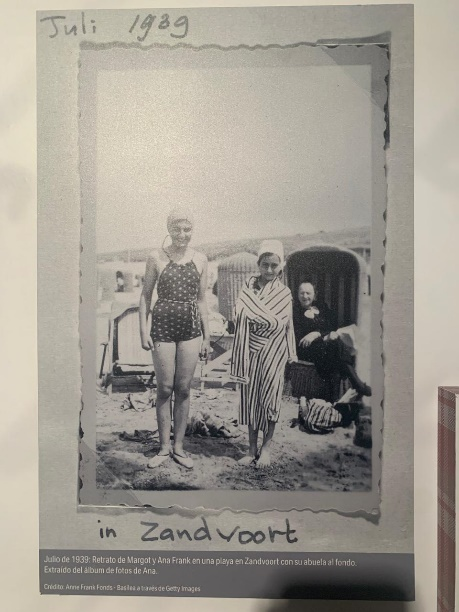 Juli 1939
in Zandvoort
Julio de 1939: Retrato de Margot y Ana Frank en una playa en Zandvoort con su abuela al fondo.
Extraído del álbum de fotos de Ana.
Crédito: Anne Frank Fonds - Basilea a través de Getty Images